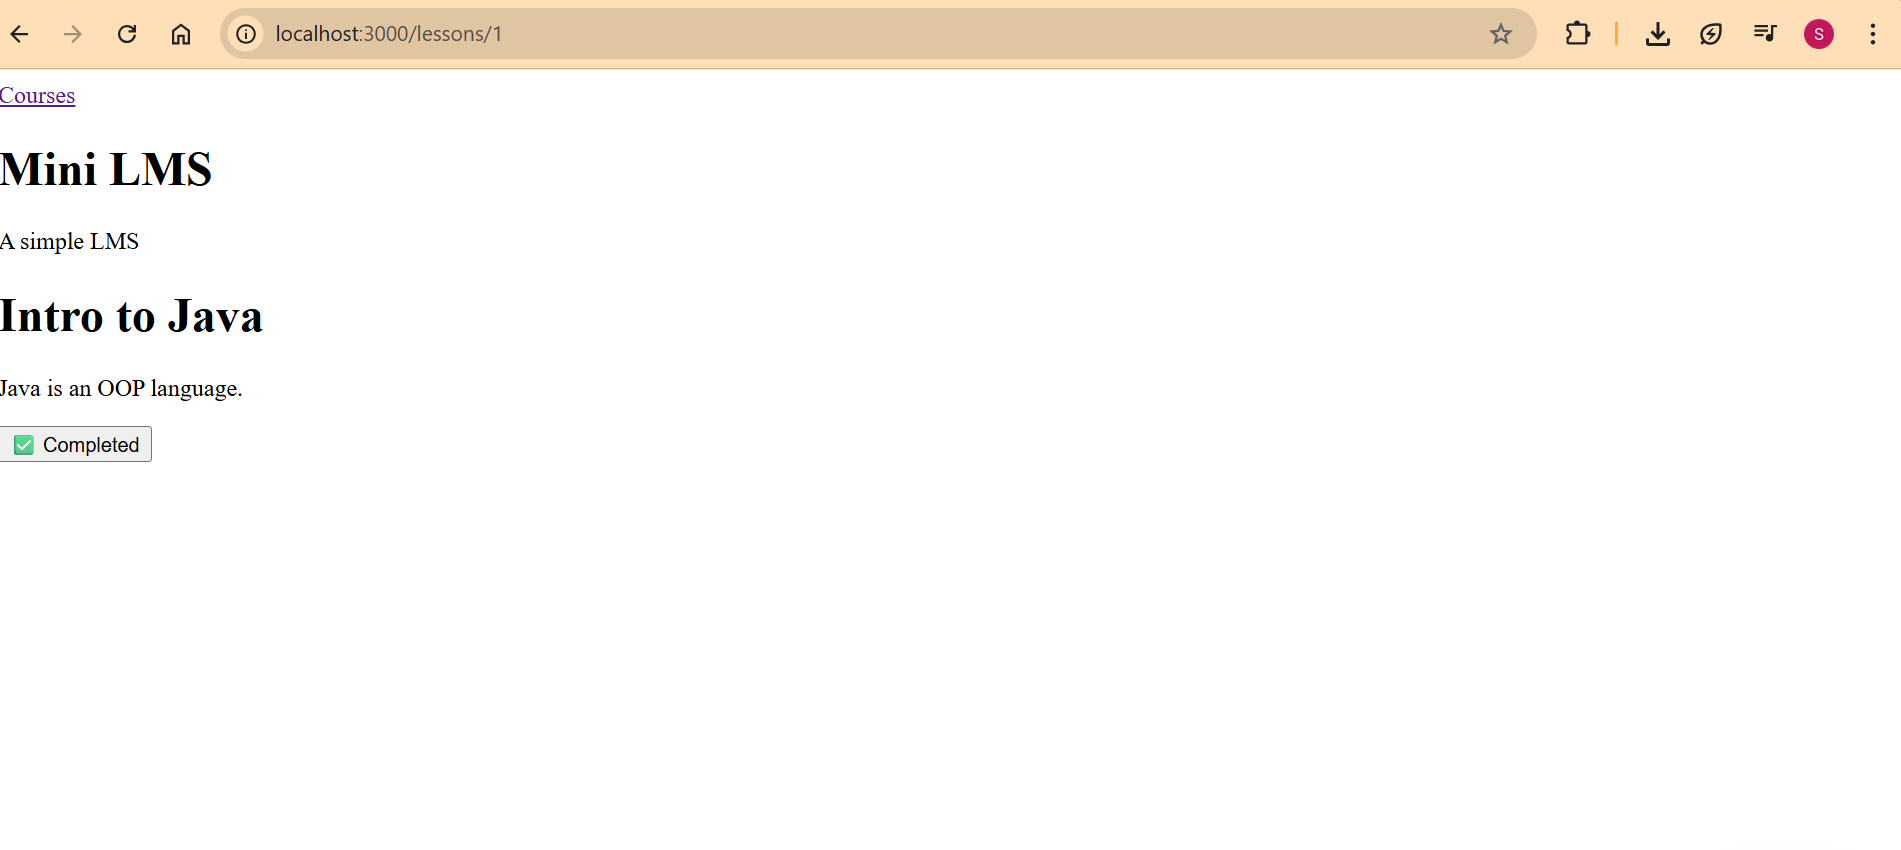 localhost:3000/lessons/1
S
Courses
Mini LMS
A simple LMS
Intro to Java
Java is an OOP language.
✅ Completed